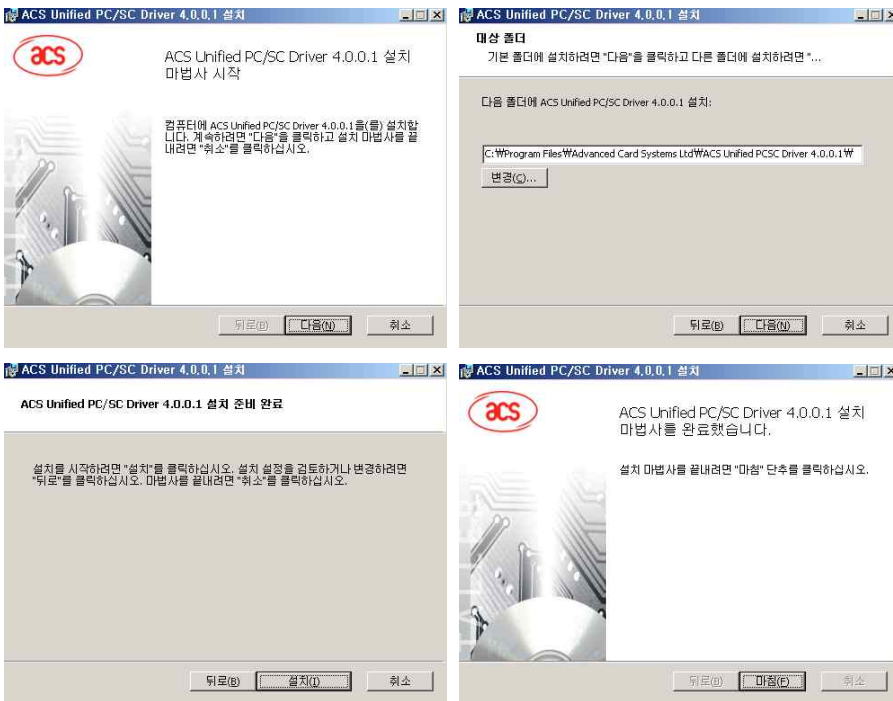 ACS Unified PC/SC Driver 4.0.0.1 설치
acs
ACS Unified PC/SC Driver 4.0.0.1 설치
마법사 시작
컴퓨터에 ACS Unified PC/SC Driver 4.0.0.1을(를) 설치합
니다. 계속하려면 "다음"을 클릭하고 설치 마법사를 끝
내려면 "취소"를 클릭하십시오.
뒤로(B) 다음(N) 취소
ACS Unified PC/SC Driver 4.0.0.1 설치
대상 폴더
기본 폴더에 설치하려면 "다음"을 클릭하고 다른 폴더에 설치하려면 "...
다음 폴더에 ACS Unified PC/SC Driver 4.0.0.1 설치:
C:₩Program Files₩Advanced Card Systems Ltd₩ACS Unified PCSC Driver 4.0.0.1₩
변경(C)...
뒤로(B) 다음(N) 취소
ACS Unified PC/SC Driver 4.0.0.1 설치
ACS Unified PC/SC Driver 4.0.0.1 설치 준비 완료
설치를 시작하려면 "설치"를 클릭하십시오. 설치 설정을 검토하거나 변경하려면
"뒤로"를 클릭하십시오. 마법사를 끝내려면 "취소"를 클릭하십시오.
뒤로(B) 설치(I) 취소
ACS Unified PC/SC Driver 4.0.0.1 설치
acs
ACS Unified PC/SC Driver 4.0.0.1 설치
마법사를 완료했습니다.
설치 마법사를 끝내려면 "마침" 단추를 클릭하십시오.
뒤로(B) 마침(F) 취소